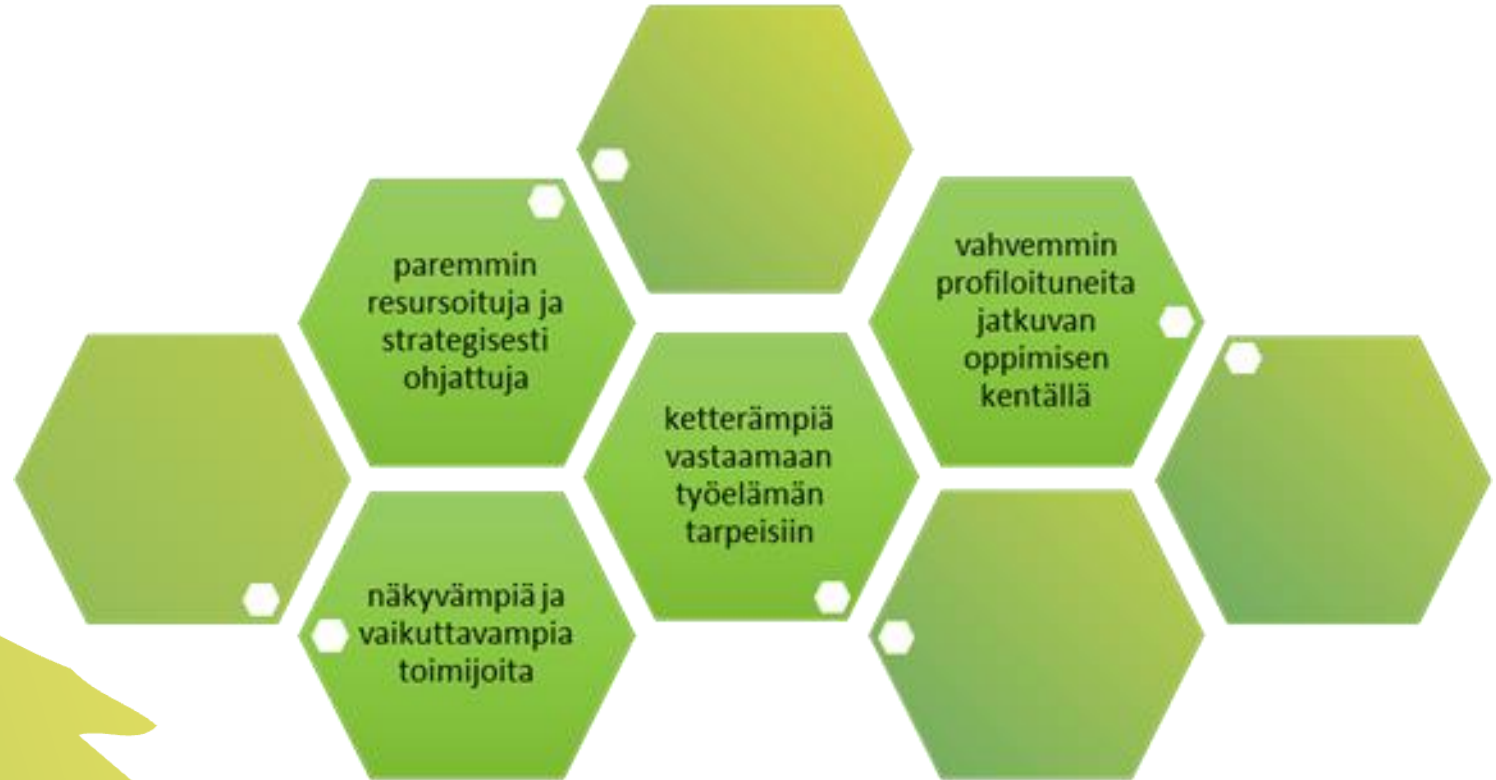 paremmin
resursoituja ja
strategisesti
ohjattuja
vahvemmin
profiloituneita
jatkuvan
oppimisen
kentällä
ketterämpiä
vastaamaan
työelämän
tarpeisiin
näkyvämpiä ja
vaikuttavampia
toimijoita